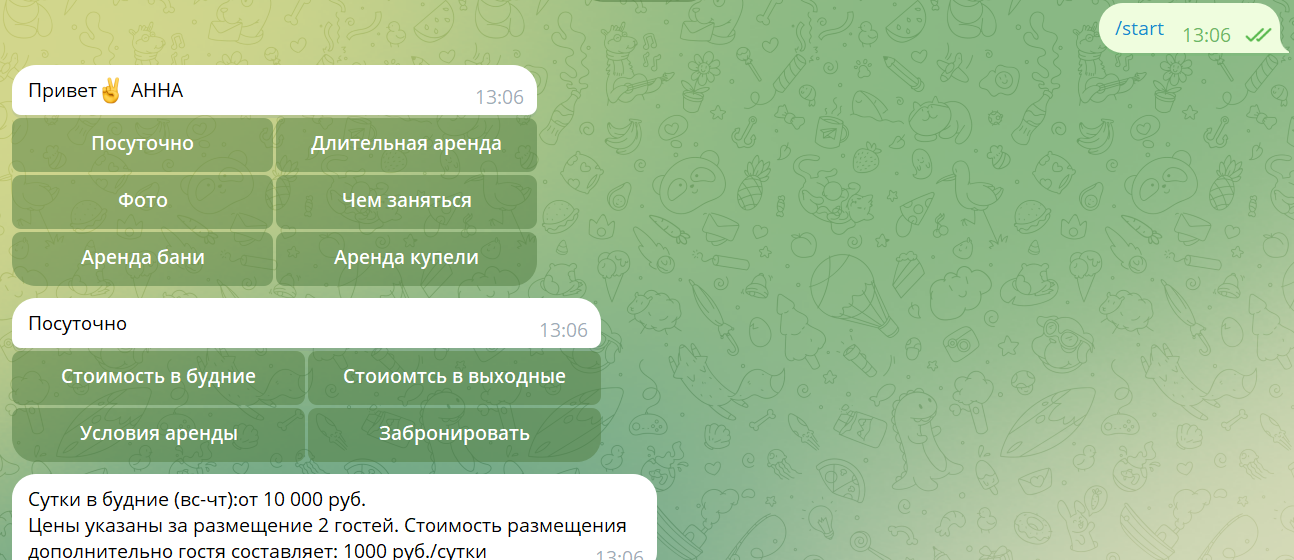 /start 13:06
Привет✌ АННА 13:06
Посуточно Длительная аренда
Фото Чем заняться
Аренда бани Аренда купели
Посуточно 13:06
Стоимость в будние Стоиомтсь в выходные
Условия аренды Забронировать
Сутки в будние (вс-чт):от 10 000 руб.
Цены указаны за размещение 2 гостей. Стоимость размещения
дополнительно гостя составляет: 1000 руб./сутки 13:06